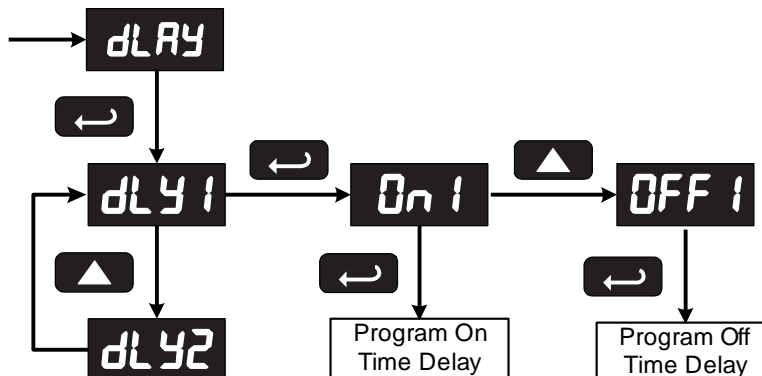 dLAY
dLY1
On1
OFF1
dLY2
Program On
Time Delay
Program Off
Time Delay